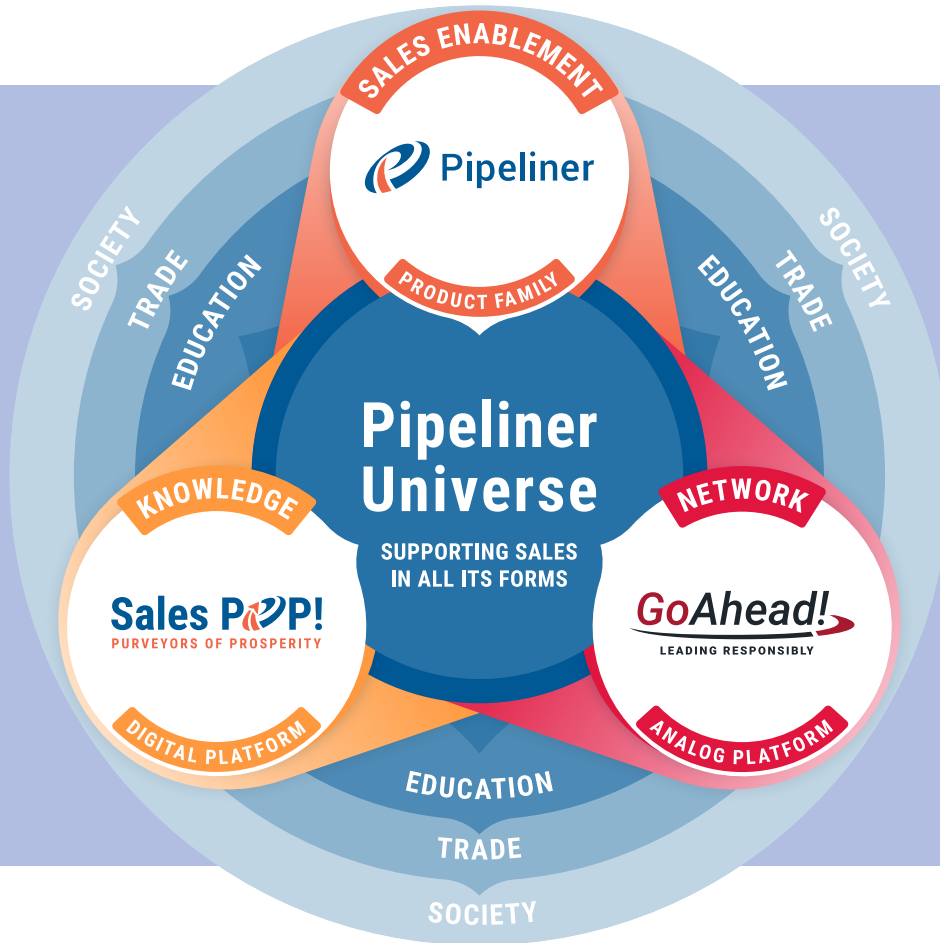 SALES ENABLEMENT
Pipeliner
PRODUCT FAMILY
SOCIETY
TRADE
EDUCATION
EDUCATION
TRADE
SOCIETY
Pipeliner
Universe
SUPPORTING SALES
IN ALL ITS FORMS
KNOWLEDGE
Sales POP!
PURVEYORS OF PROSPERITY
DIGITAL PLATFORM
NETWORK
GoAhead!
LEADING RESPONSIBLY
ANALOG PLATFORM
EDUCATION
TRADE
SOCIETY